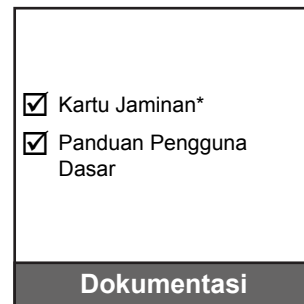 ☑ Kartu Jaminan*
☑ Panduan Pengguna
Dasar
Dokumentasi